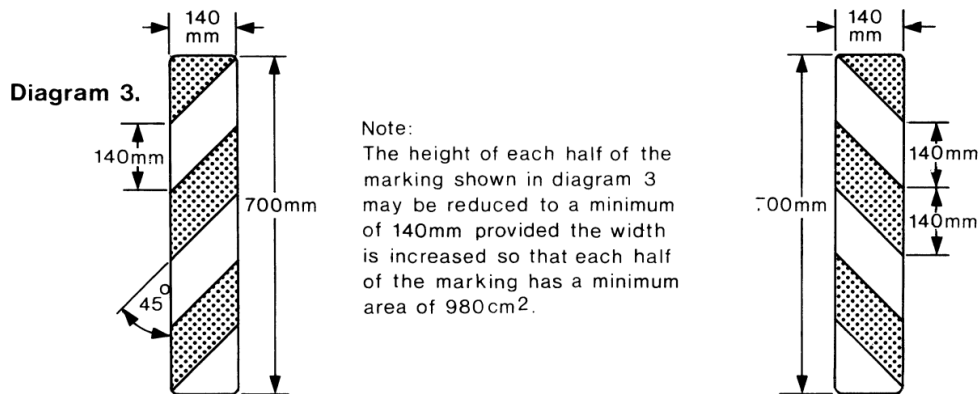 140
mm
140
mm
Diagram 3.
140mm
45°
700mm
Note:
The height of each half of the
marking shown in diagram 3
may be reduced to a minimum
of 140mm provided the width
is increased so that each half
of the marking has a minimum
area of 980cm².
00mm
140mm
140mm